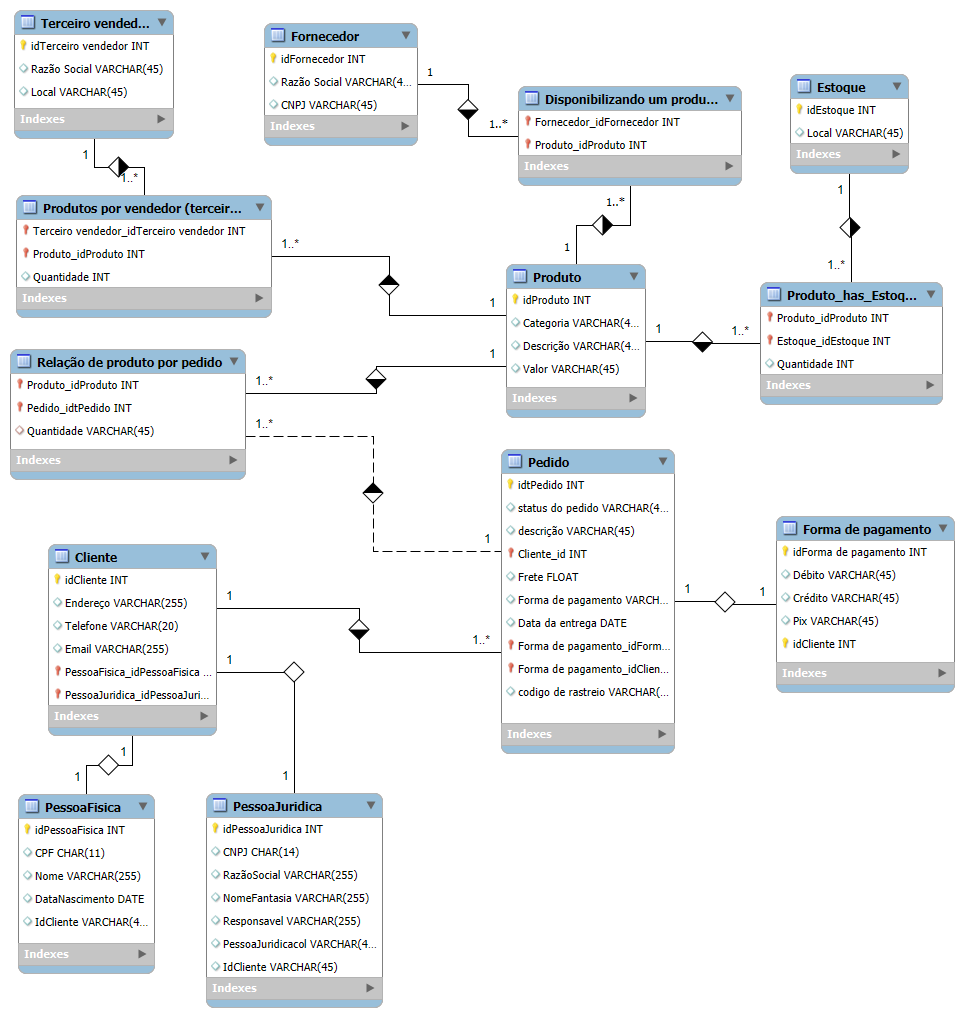 Terceiro vended...
idTerceiro vendedor INT
Razão Social VARCHAR(45)
Local VARCHAR(45)
Indexes
Fornecedor
idFornecedor INT
Razão Social VARCHAR(4...
CNPJ VARCHAR(45)
Indexes
Disponibilizando um produ...
Fornecedor_idFornecedor INT
Produto_idProduto INT
Indexes
Estoque
idEstoque INT
Local VARCHAR(45)
Indexes
1
1..*
1
1..*
1..*
1
1
1..*
Produtos por vendedor (terceir...
Terceiro vendedor_idTerceiro vendedor INT
Produto_idProduto INT
Quantidade INT
Indexes
1..*
1
Produto
idProduto INT
Categoria VARCHAR(4...
Descrição VARCHAR(4...
Valor VARCHAR(45)
Indexes
1
1..*
Produto_has_Estoq...
Produto_idProduto INT
Estoque_idEstoque INT
Quantidade INT
Indexes
Relação de produto por pedido
Produto_idProduto INT
Pedido_idtPedido INT
Quantidade VARCHAR(45)
Indexes
1..*
1
1..*
1
Pedido
idtPedido INT
status do pedido VARCHAR(4...
descrição VARCHAR(45)
Cliente_id INT
Frete FLOAT
Forma de pagamento VARCH...
Data da entrega DATE
Forma de pagamento_idForm...
Forma de pagamento_idClien...
codigo de rastreio VARCHAR(...
Indexes
1
1
Forma de pagamento
idForma de pagamento INT
Débito VARCHAR(45)
Crédito VARCHAR(45)
Pix VARCHAR(45)
idCliente INT
Indexes
Cliente
idCliente INT
Endereço VARCHAR(255)
Telefone VARCHAR(20)
Email VARCHAR(255)
PessoaFisica_idPessoaFisica ...
PessoaJuridica_idPessoaJuri...
Indexes
1
1..*
1
1
1
1
PessoaFisica
idPessoaFisica INT
CPF CHAR(11)
Nome VARCHAR(255)
DataNascimento DATE
IdCliente VARCHAR(4...
Indexes
PessoaJuridica
idPessoaJuridica INT
CNPJ CHAR(14)
RazãoSocial VARCHAR(255)
NomeFantasia VARCHAR(255)
Responsavel VARCHAR(255)
PessoaJuridicacol VARCHAR(4...
IdCliente VARCHAR(45)
Indexes